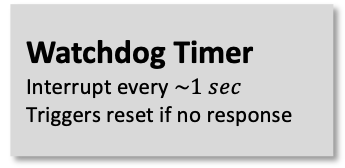 Watchdog Timer
Interrupt every ~1 sec
Triggers reset if no response